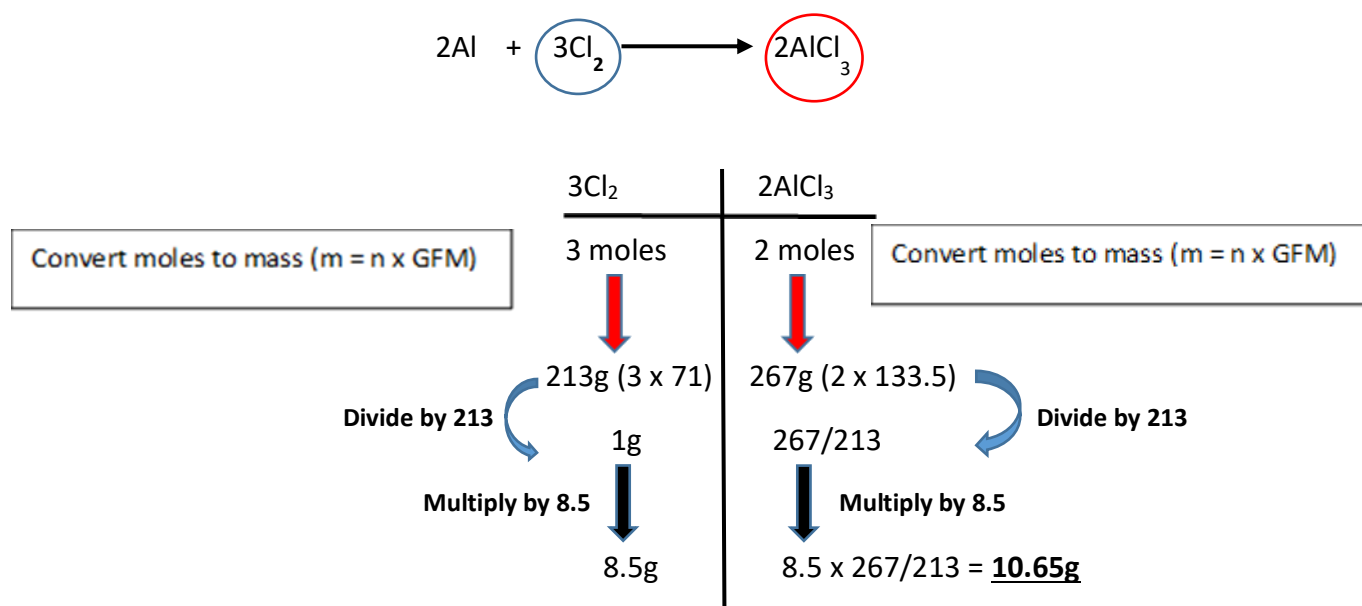 2Al + 3Cl₂ 2AlCl₃
3Cl₂ 2AlCl₃
Convert moles to mass (m = n x GFM) 3 moles 2 moles Convert moles to mass (m = n x GFM)
213g (3 x 71) 267g (2 x 133.5)
Divide by 213 Divide by 213
1g 267/213
Multiply by 8.5 Multiply by 8.5
8.5g 8.5 x 267/213 = 10.65g